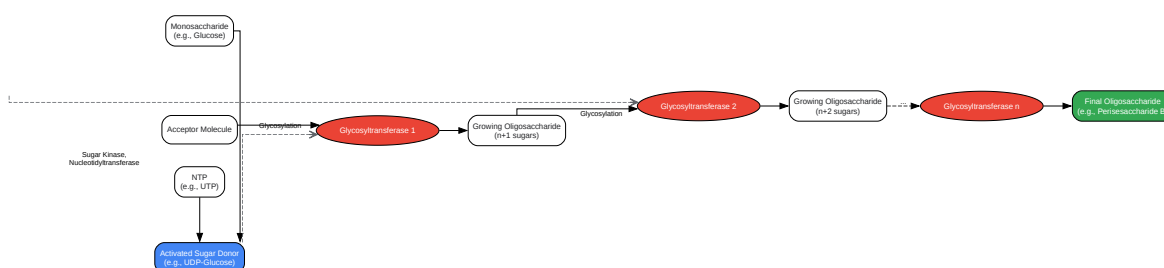 Monosaccharide
(e.g., Glucose)
Acceptor Molecule
Glycosylation
Glycosyltransferase 1
Growing Oligosaccharide
(n+1 sugars)
Glycosylation
Glycosyltransferase 2
Growing Oligosaccharide
(n+2 sugars)
...
Glycosyltransferase n
Final Oligosaccharide
(e.g., Perisesaccharide B
Sugar Kinase,
Nucleotidyltransferase
NTP
(e.g., UTP)
Activated Sugar Donor
(e.g., UDP-Glucose)